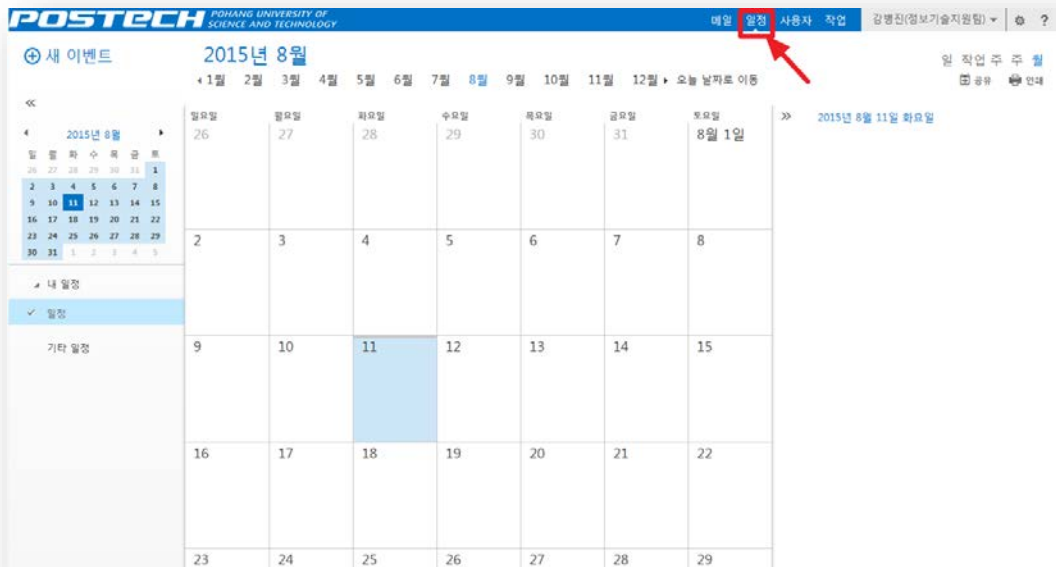 POSTECH POHANG UNIVERSITY OF SCIENCE AND TECHNOLOGY
메일 일정 사용자 작업 강병진(정보기술지원팀) ?
새 이벤트
«
2015년 8월
일 월 화 수 목 금 토
26 27 28 29 30 31 1
2 3 4 5 6 7 8
9 10 11 12 13 14 15
16 17 18 19 20 21 22
23 24 25 26 27 28 29
30 31 1 2 3 4 5
내 일정
일정
기타 일정
2015년 8월
1월 2월 3월 4월 5월 6월 7월 8월 9월 10월 11월 12월 오늘 날짜로 이동
일 작업 주 주 월
공유 인쇄
일요일 월요일 화요일 수요일 목요일 금요일 토요일
26 27 28 29 30 31 8월 1일
2 3 4 5 6 7 8
9 10 11 12 13 14 15
16 17 18 19 20 21 22
23 24 25 26 27 28 29
» 2015년 8월 11일 화요일